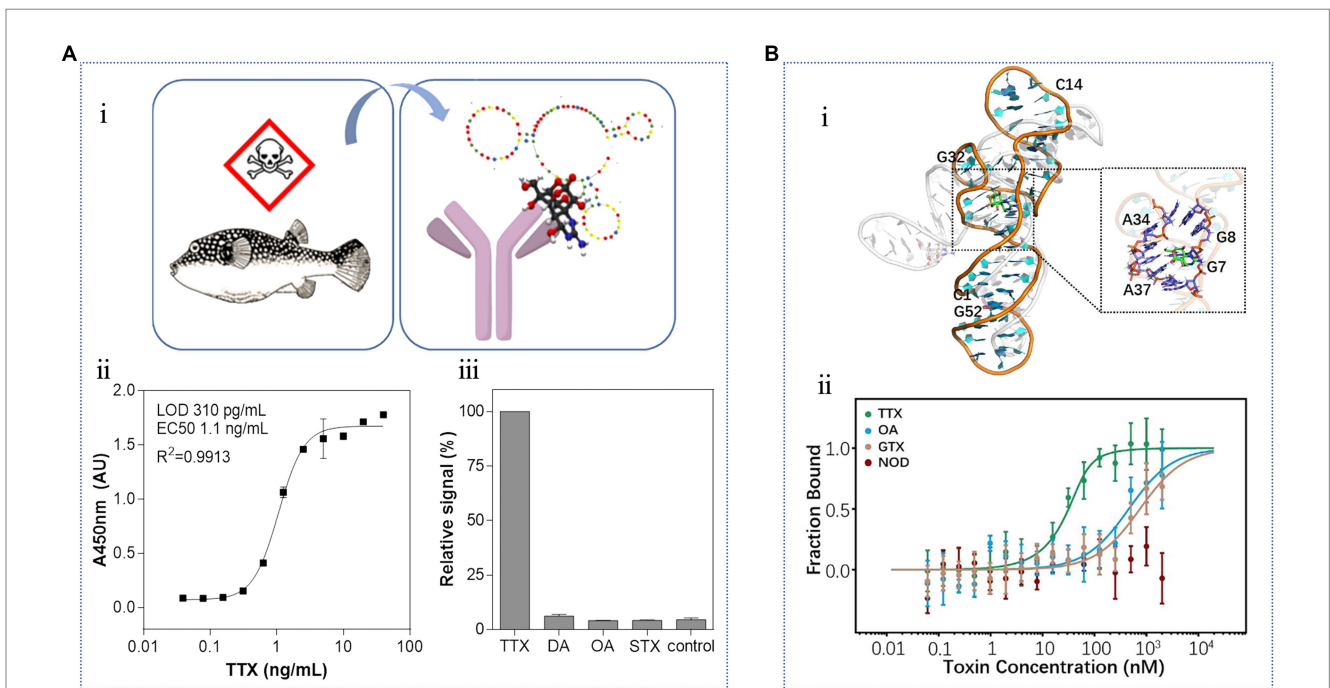 A
i
ii
LOD 310 pg/mL
EC50 1.1 ng/mL
R²=0.9913
A450nm (AU)
2.0
1.5
1.0
0.5
0.0
0.01 0.1 1 10 100
TTX (ng/mL)
iii
Relative signal (%)
100
75
50
25
0
TTX DA OA STX control
B
i
C14
G32
C1
G52
A34
G8
G7
A37
ii
TTX
OA
GTX
NOD
Fraction Bound
1.0
0.5
0.0
0.01 0.1 1 10 100 10³ 10⁴
Toxin Concentration (nM)